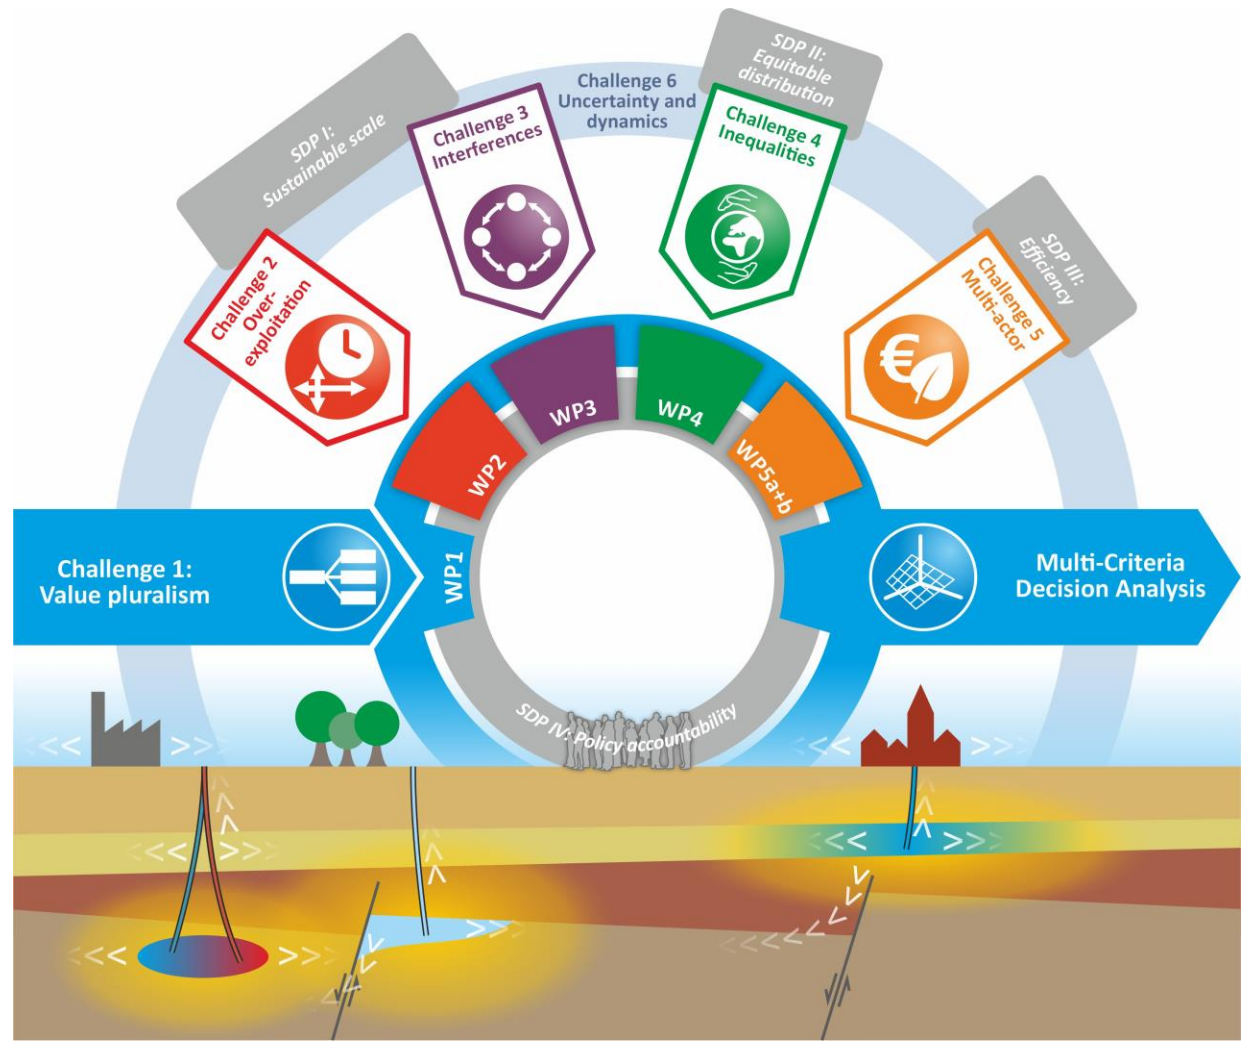 SDP I:
Sustainable scale
Challenge 6
Uncertainty and
dynamics
SDP II:
Equitable
distribution
SDP III:
Efficiency
Challenge 2
Over-
exploitation
Challenge 3
Interferences
Challenge 4
Inequalities
Challenge 5
Multi-actor
€
WP1
WP2
WP3
WP4
WP5a+b
Challenge 1:
Value pluralism
Multi-Criteria
Decision Analysis
SDP IV: Policy accountability